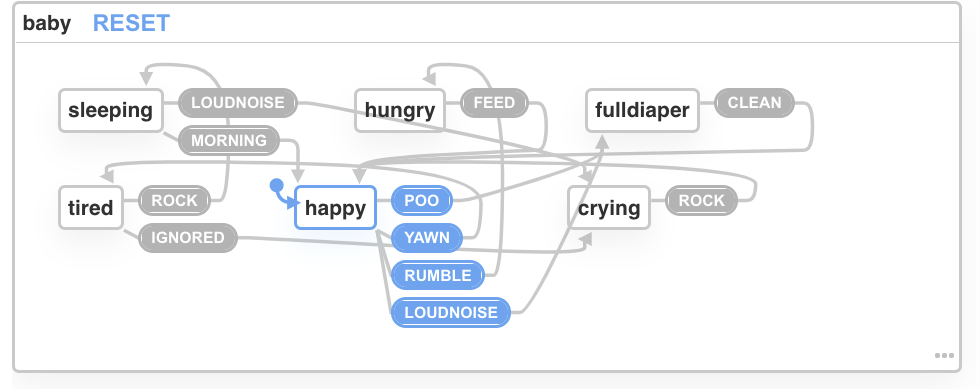 baby RESET
sleeping LOUDNOISE hungry FEED fulldiaper CLEAN
MORNING
tired ROCK happy POO crying ROCK
IGNORED YAWN
RUMBLE
LOUDNOISE